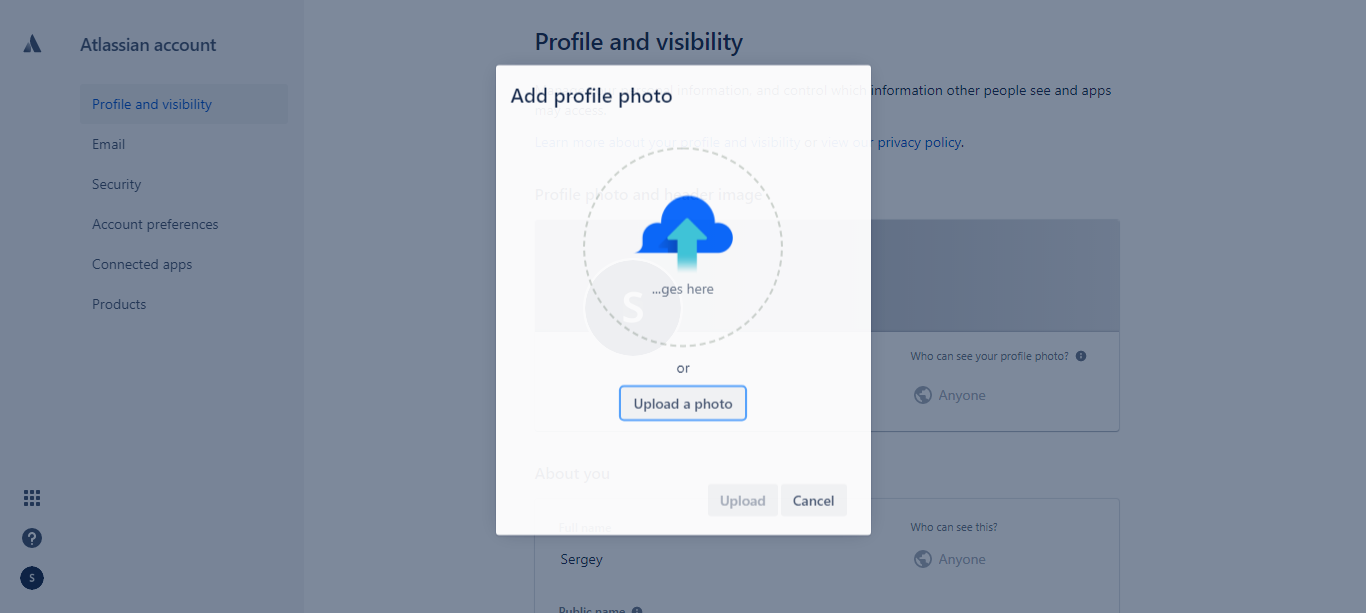 Atlassian account
Profile and visibility
Email
Security
Account preferences
Connected apps
Products
S
Profile and visibility
information, and control which information other people see and apps
may access.
Learn more about your profile and visibility or view our privacy policy.
Profile photo and header image
Add profile photo
S
...ges here
or
Upload a photo
Upload
Cancel
Who can see your profile photo?
Anyone
About you
Full name
Sergey
Who can see this?
Anyone
Public name